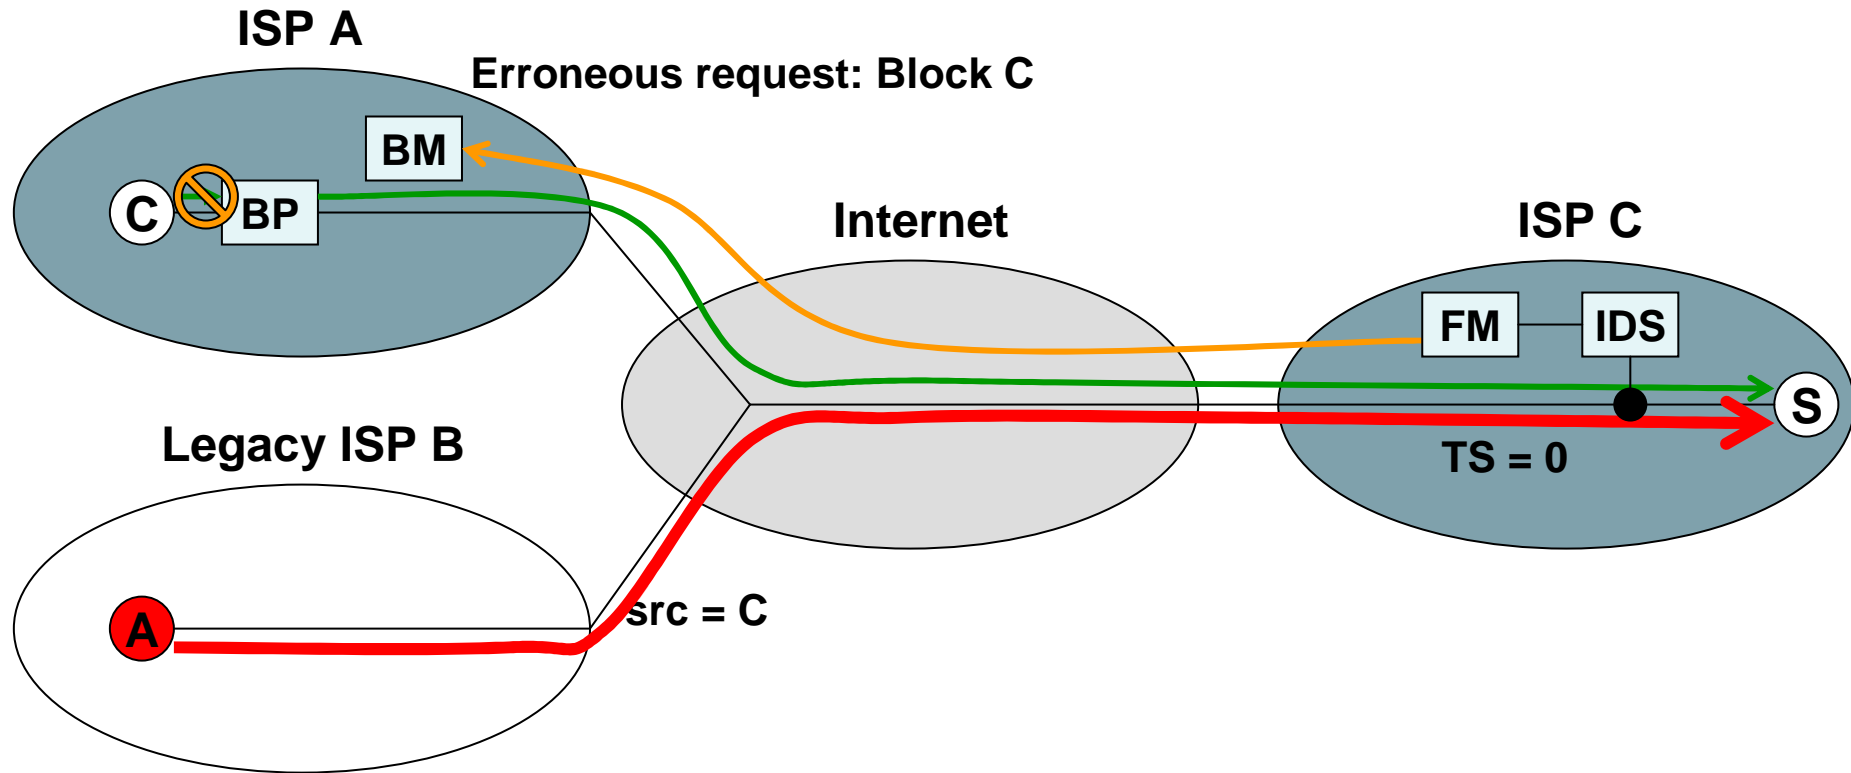 ISP A
Erroneous request: Block C
BM
C
BP
Internet
ISP C
FM
IDS
S
Legacy ISP B
TS = 0
src = C
A